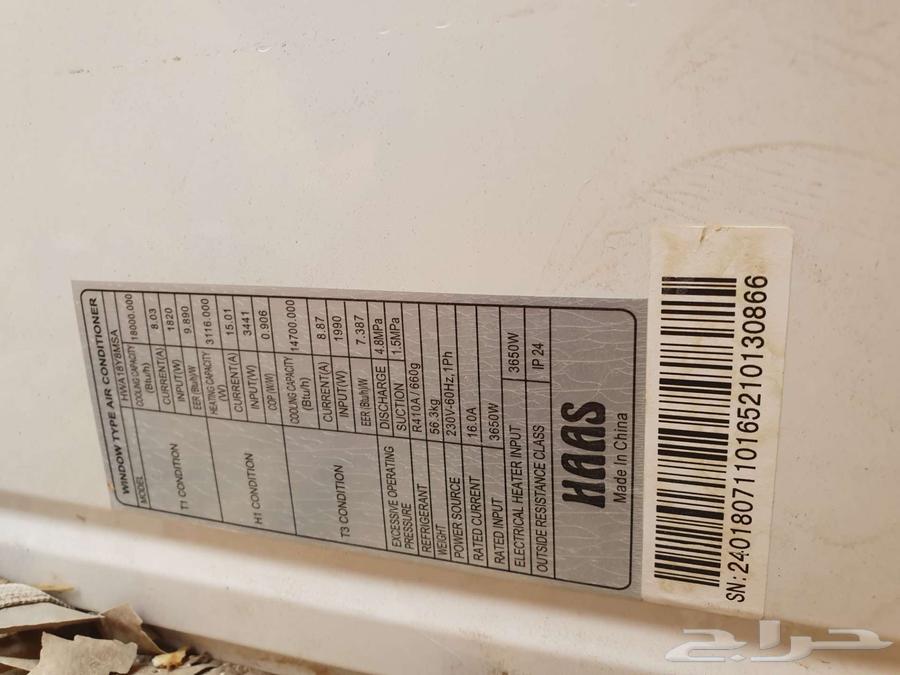 WINDOW TYPE AIR CONDITIONER
MODEL HWA18Y8MSA
T1 CONDITION
COOLING CAPACITY (Btu/h) 18000.000
CURRENT(A) 8.03
INPUT(W) 1820
EER Btu/h/W 9.890
H1 CONDITION
HEATING CAPACITY (W) 3116.000
CURRENT(A) 15.01
INPUT(W) 3441
COP (W/W) 0.906
T3 CONDITION
COOLING CAPACITY (Btu/h) 14700.000
CURRENT(A) 8.87
INPUT(W) 1990
EER Btu/h/W 7.387
EXCESSIVE OPERATING PRESSURE
DISCHARGE 4.8MPa
SUCTION 1.5MPa
REFRIGERANT R410A / 660g
WEIGHT 56.3kg
POWER SOURCE 230V~60Hz, 1Ph
RATED CURRENT 16.0A
RATED INPUT 3650W
ELECTRICAL HEATER INPUT 3650W
OUTSIDE RESISTANCE CLASS IP 24
HAAS
Made In China
SN: 2401807110116521013​0866
حراج